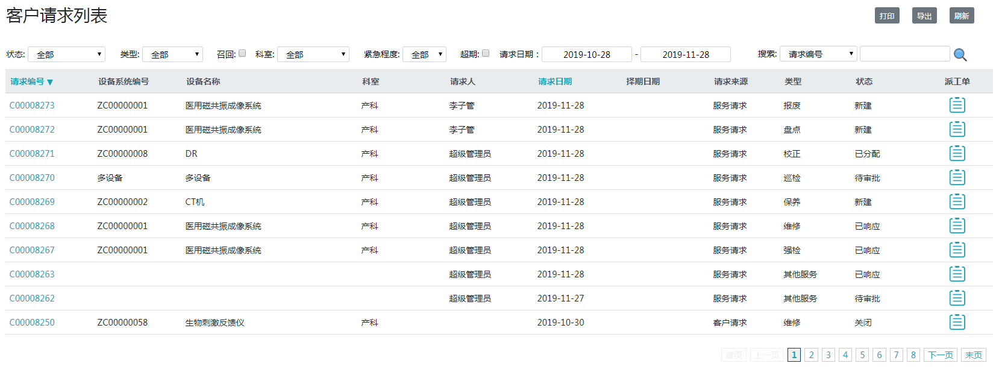 客户请求列表 打印 导出 刷新
状态: 全部 类型: 全部 召回: 科室: 全部 紧急程度: 全部 超期: 请求日期： 2019-10-28 - 2019-11-28 搜索: 请求编号
请求编号▼ 设备系统编号 设备名称 科室 请求人 请求日期 择期日期 请求来源 类型 状态 派工单
C00008273 ZC00000001 医用磁共振成像系统 产科 李子管 2019-11-28 服务请求 报废 新建
C00008272 ZC00000001 医用磁共振成像系统 产科 李子管 2019-11-28 服务请求 盘点 新建
C00008271 ZC00000008 DR 产科 超级管理员 2019-11-28 服务请求 校正 已分配
C00008270 多设备 多设备 产科 超级管理员 2019-11-28 服务请求 巡检 待审批
C00008269 ZC00000002 CT机 产科 超级管理员 2019-11-28 服务请求 保养 新建
C00008268 ZC00000001 医用磁共振成像系统 产科 超级管理员 2019-11-28 服务请求 维修 已响应
C00008267 ZC00000001 医用磁共振成像系统 产科 超级管理员 2019-11-28 服务请求 强检 已响应
C00008263 超级管理员 2019-11-28 服务请求 其他服务 已响应
C00008262 超级管理员 2019-11-27 服务请求 其他服务 待审批
C00008250 ZC00000058 生物刺激反馈仪 产科 2019-10-30 客户请求 维修 关闭
首页 上一页 1 2 3 4 5 6 7 8 下一页 末页